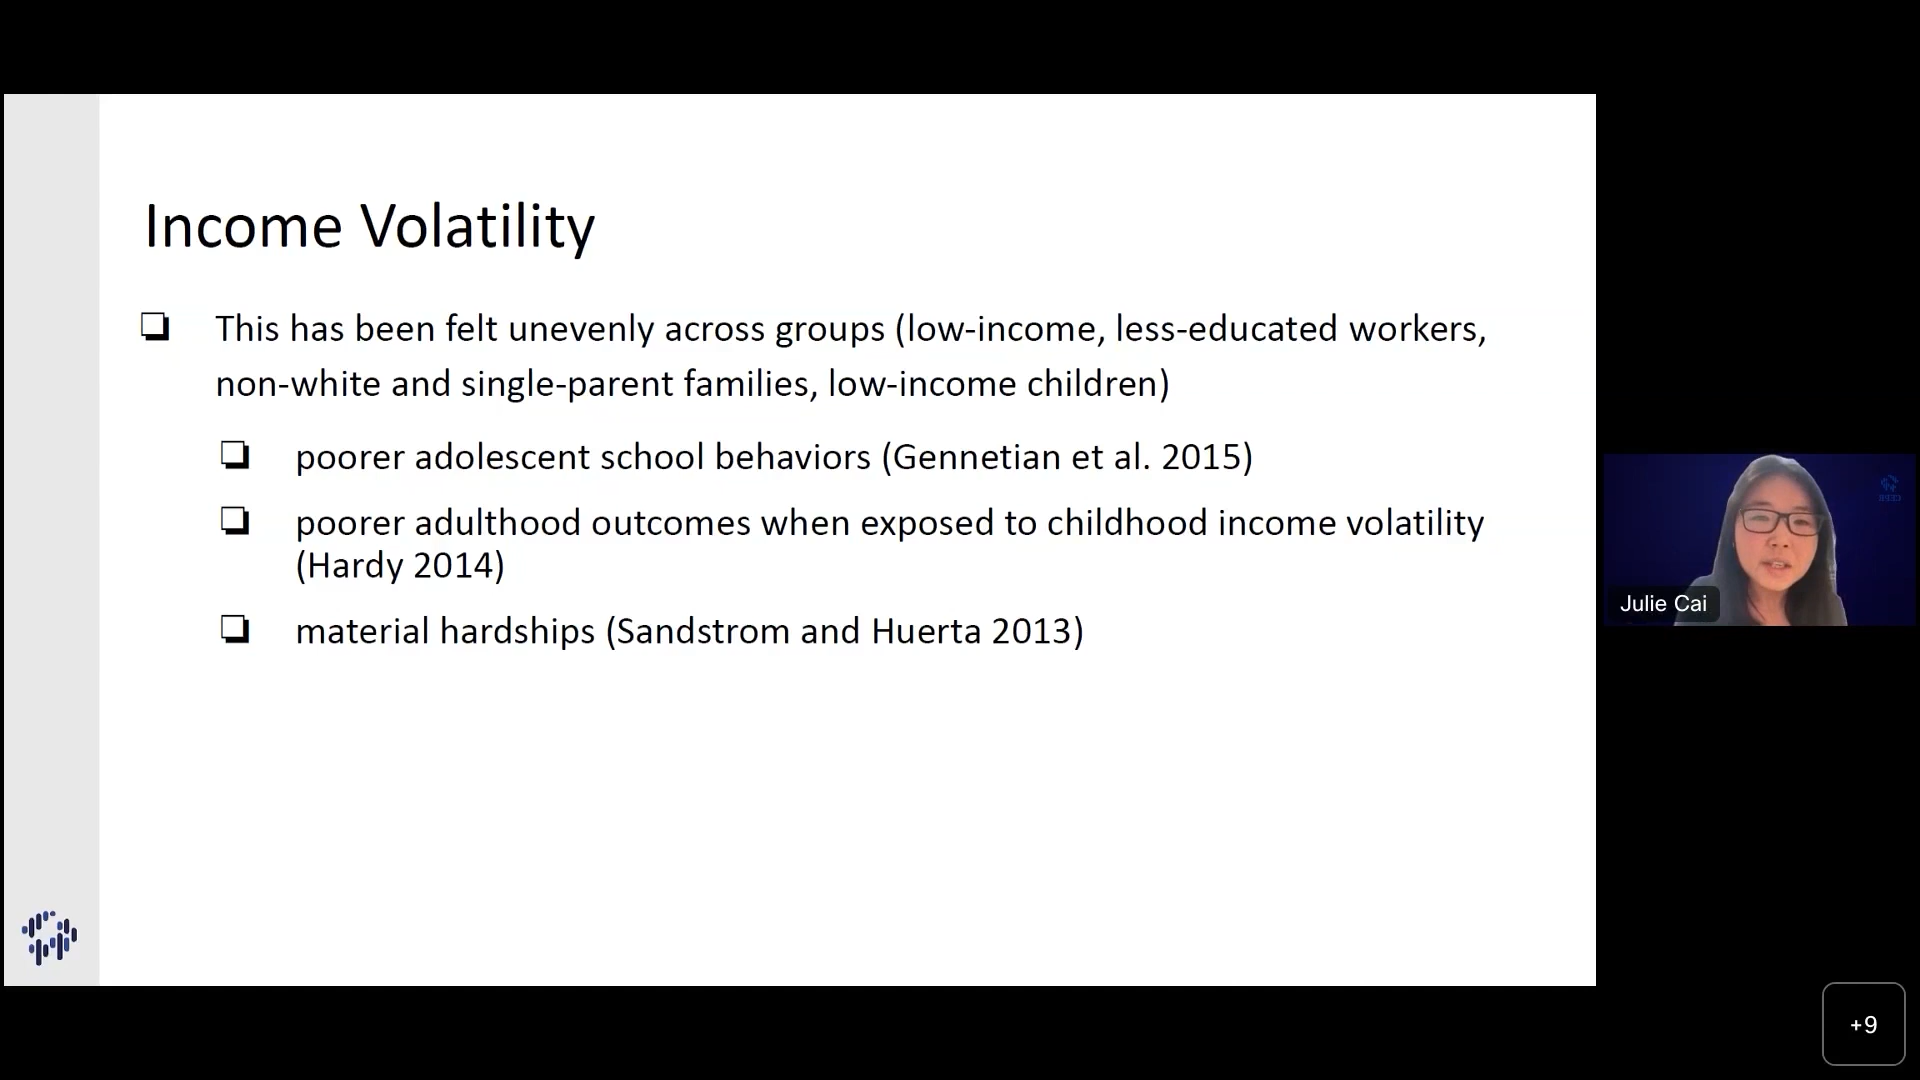 Income Volatility
This has been felt unevenly across groups (low-income, less-educated workers,
non-white and single-parent families, low-income children)
poorer adolescent school behaviors (Gennetian et al. 2015)
poorer adulthood outcomes when exposed to childhood income volatility
(Hardy 2014)
material hardships (Sandstrom and Huerta 2013)
Julie Cai
+9